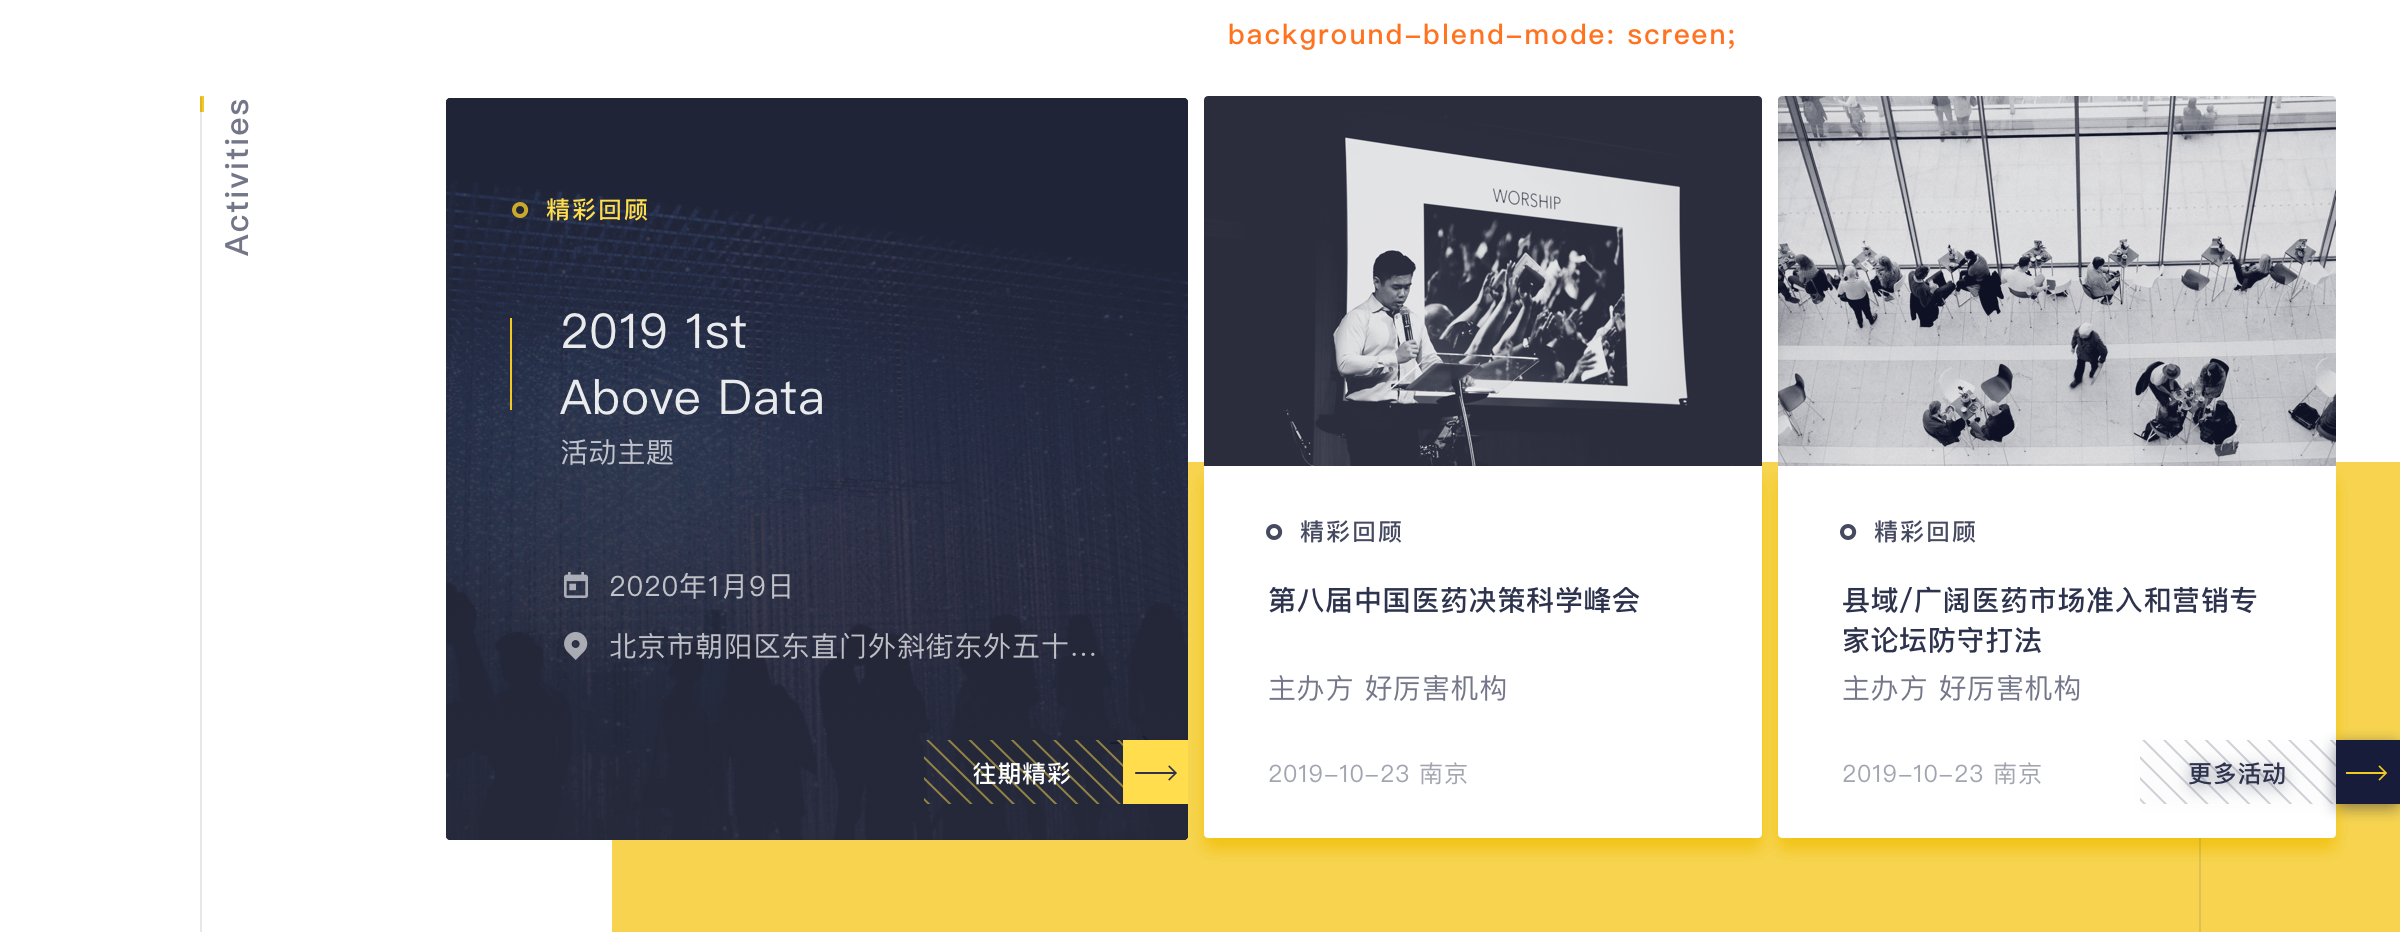 background-blend-mode: screen;
Activities
精彩回顾
2019 1st
Above Data
活动主题
2020年1月9日
北京市朝阳区东直门外斜街东外五十...
往期精彩
WORSHIP
精彩回顾
第八届中国医药决策科学峰会
主办方 好厉害机构
2019-10-23 南京
精彩回顾
县域/广阔医药市场准入和营销专
家论坛防守打法
主办方 好厉害机构
2019-10-23 南京
更多活动